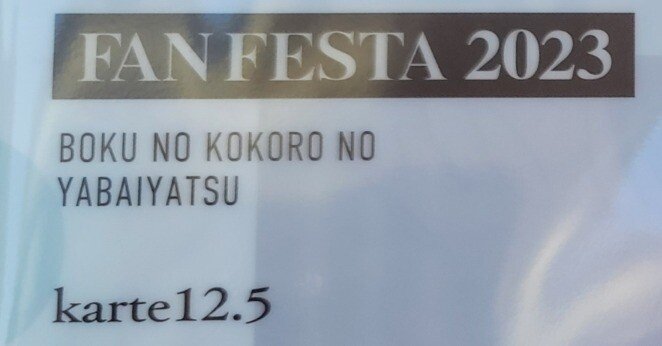 FAN FESTA 2023
BOKU NO KOKORO NO
YABAIYATSU
karte12.5